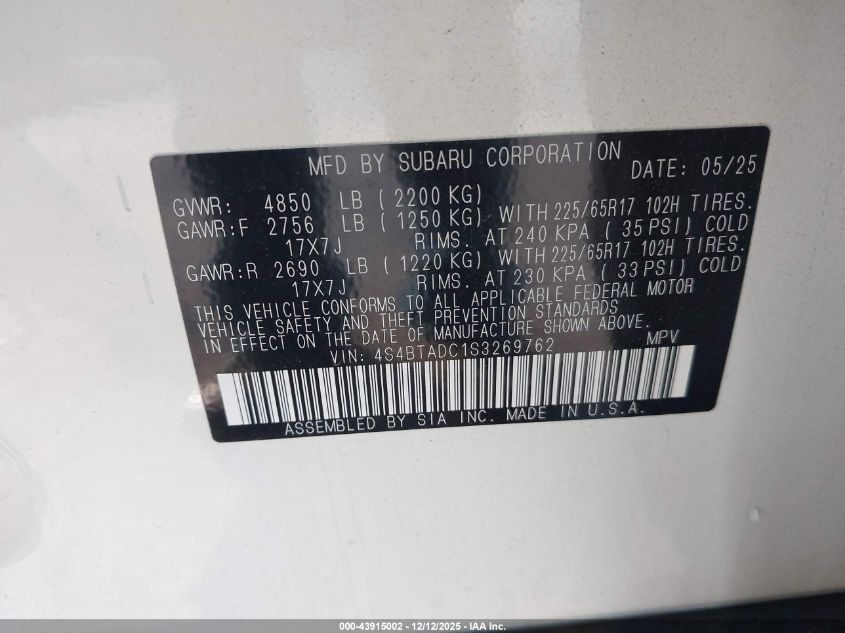 MFD BY SUBARU CORPORATION DATE: 05/25
GVWR: 4850 LB ( 2200 KG)
GAWR:F 2756 LB ( 1250 KG) WITH 225/65R17 102H TIRES.
17X7J RIMS. AT 240 KPA ( 35 PSI) COLD
GAWR:R 2690 LB ( 1220 KG) WITH 225/65R17 102H TIRES.
17X7J RIMS. AT 230 KPA ( 33 PSI) COLD
THIS VEHICLE CONFORMS TO ALL APPLICABLE FEDERAL MOTOR
VEHICLE SAFETY AND THEFT PREVENTION STANDARDS
IN EFFECT ON THE DATE OF MANUFACTURE SHOWN ABOVE.
VIN: 4S4BTADC1S3269762 MPV
ASSEMBLED BY SIA INC. MADE IN U.S.A.
000-43915002 - 12/12/2025 - IAA Inc.